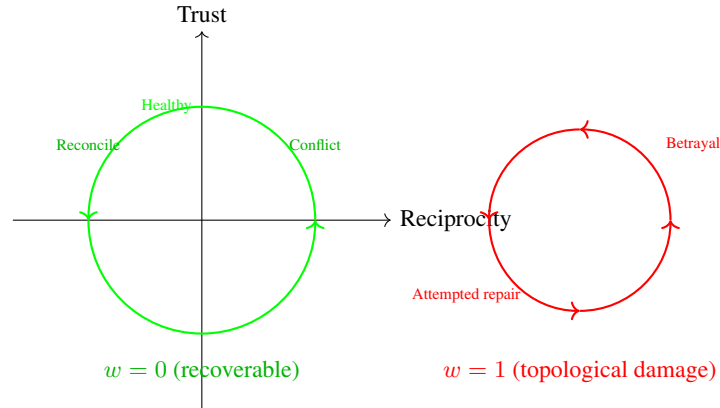 Trust
Healthy
Reconcile
Conflict
Betrayal
Reciprocity
Attempted repair
w = 0 (recoverable)
w = 1 (topological damage)